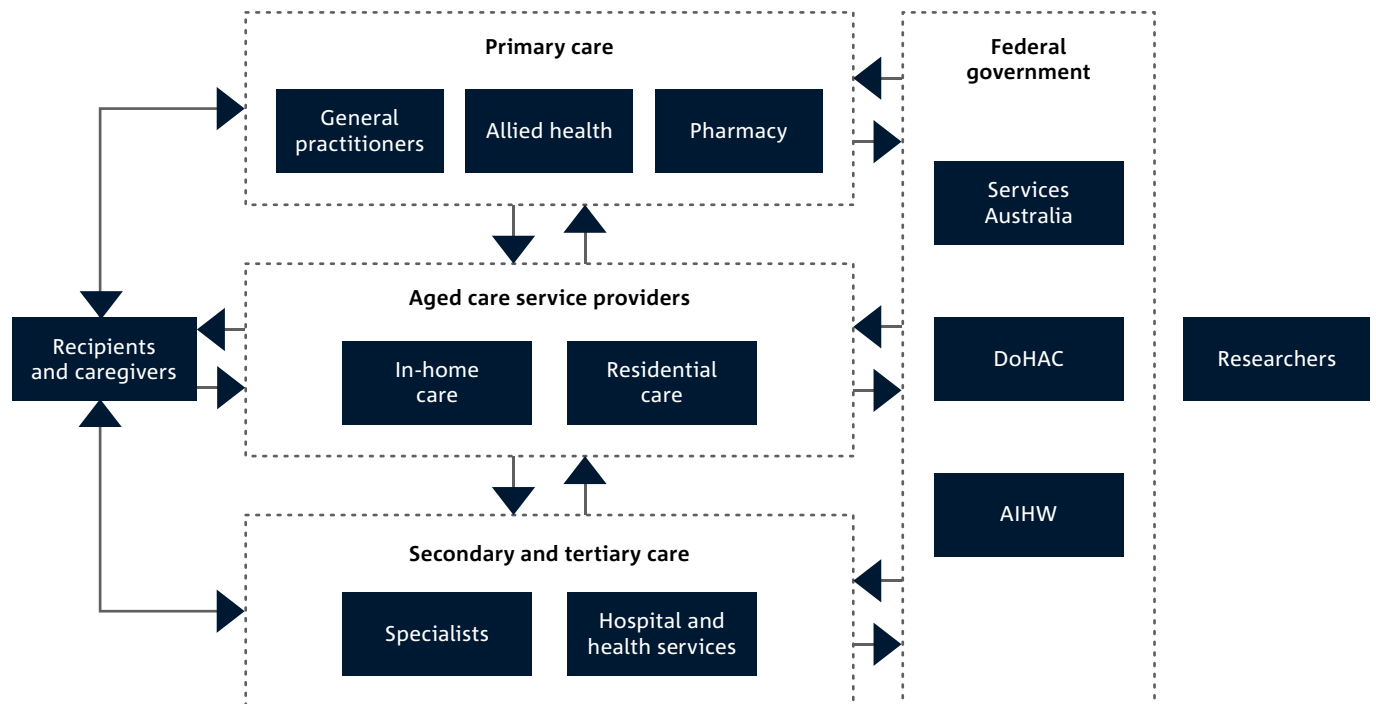 Primary care
General
practitioners
Allied health
Pharmacy
Federal
government
Services
Australia
DoHAC
AIHW
Researchers
Recipients
and caregivers
Aged care service providers
In-home
care
Residential
care
Secondary and tertiary care
Specialists
Hospital and
health services